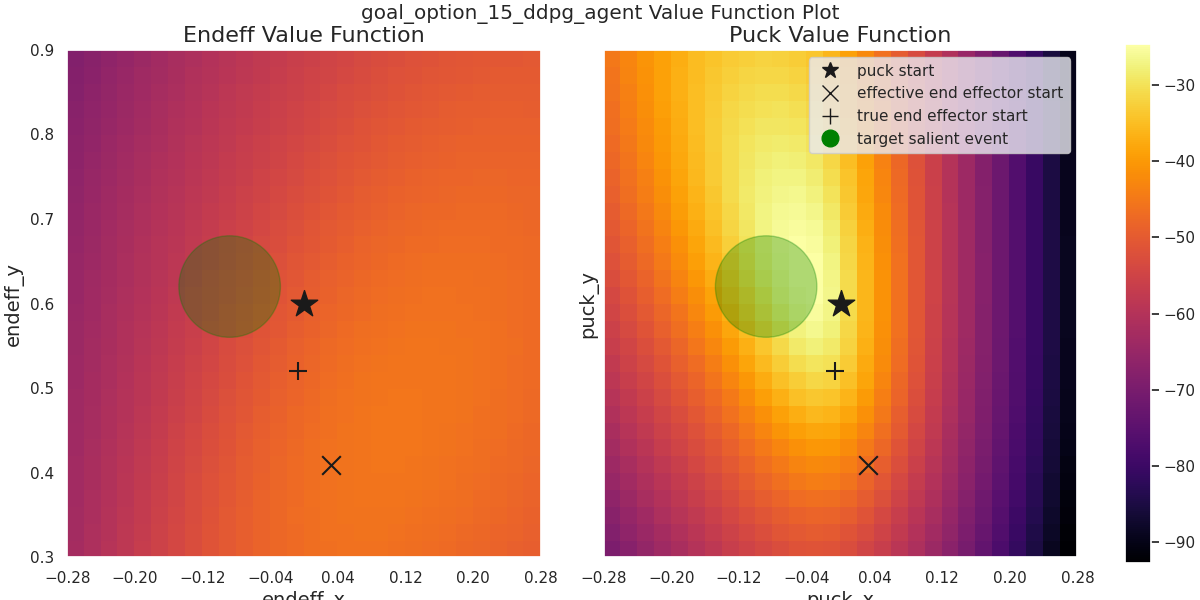 goal_option_15_ddpg_agent Value Function Plot
Endeff Value Function
Puck Value Function
puck start
effective end effector start
true end effector start
target salient event
endeff_y
0.9
0.8
0.7
0.6
0.5
0.4
0.3
−0.28 −0.20 −0.12 −0.04 0.04 0.12 0.20 0.28
endeff_x
puck_y
−0.28 −0.20 −0.12 −0.04 0.04 0.12 0.20 0.28
puck_x
−30
−40
−50
−60
−70
−80
−90